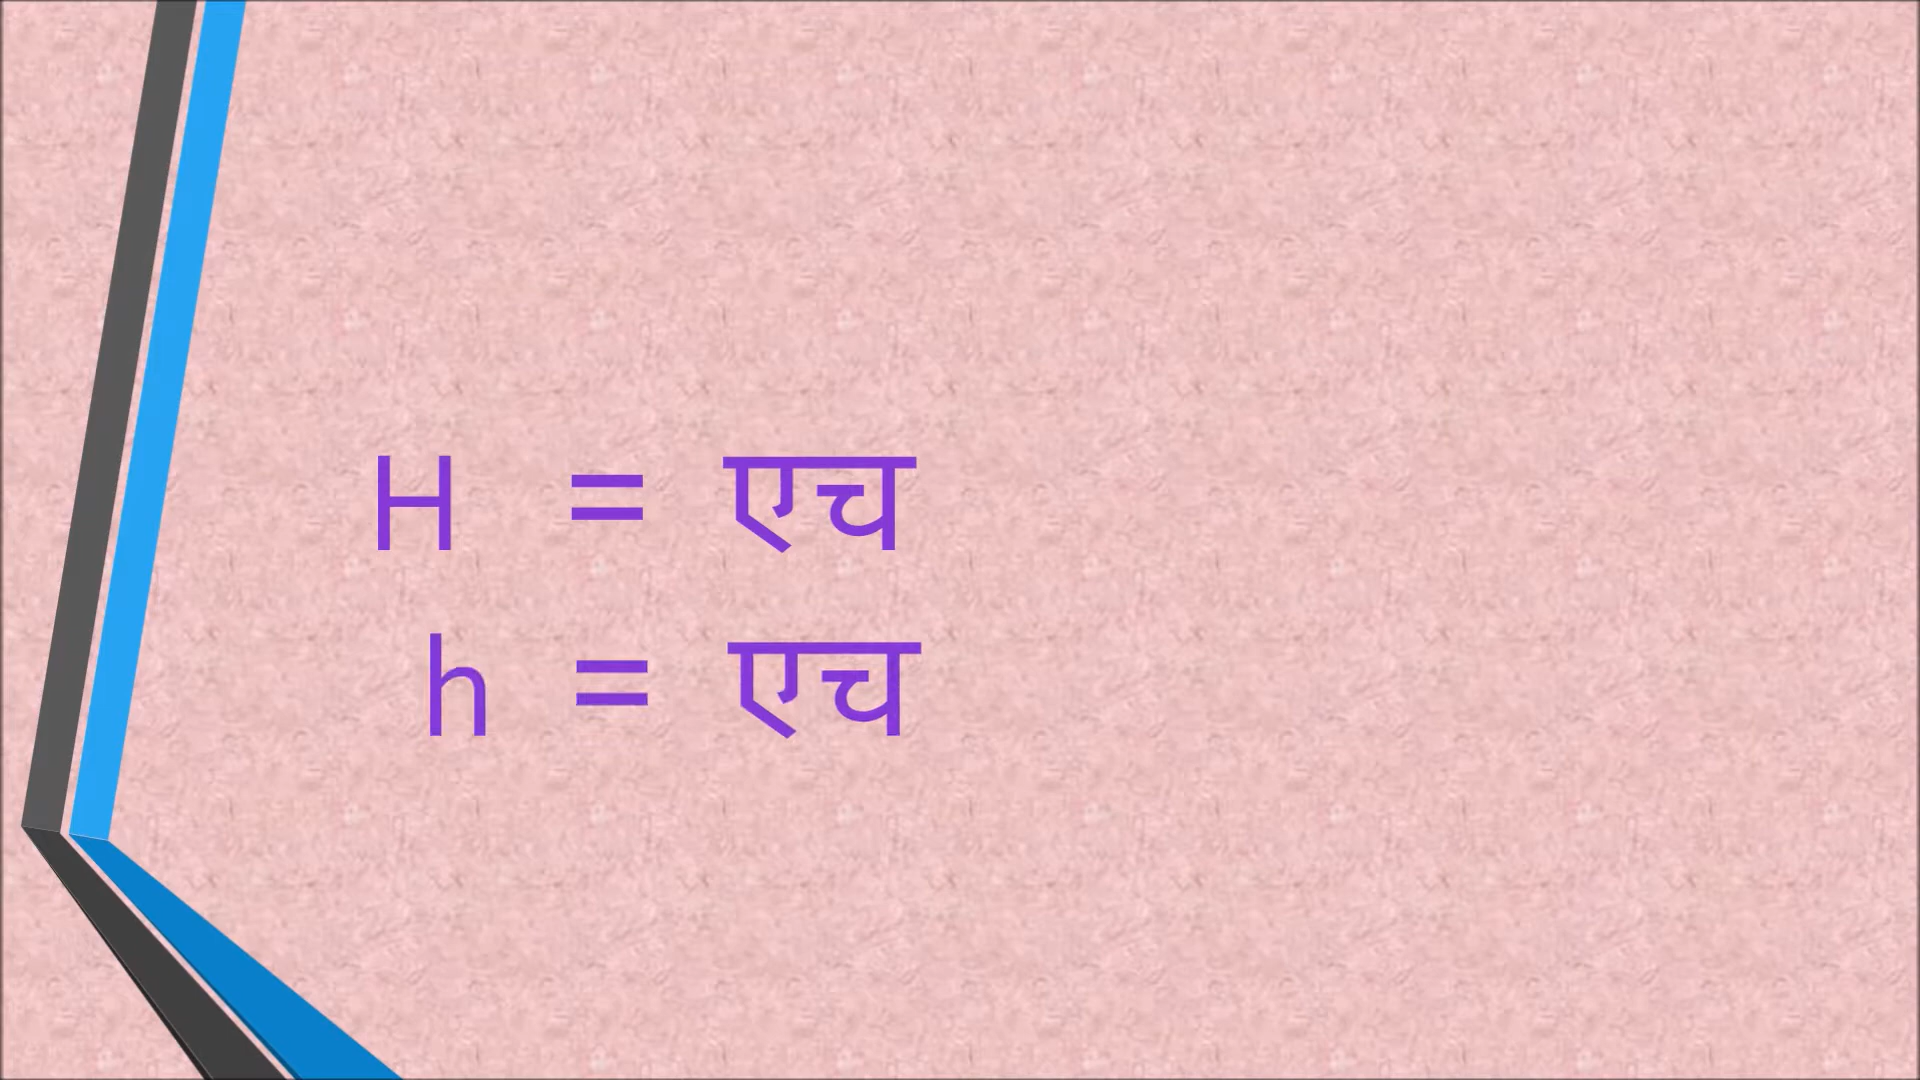 H = एच
h = एच